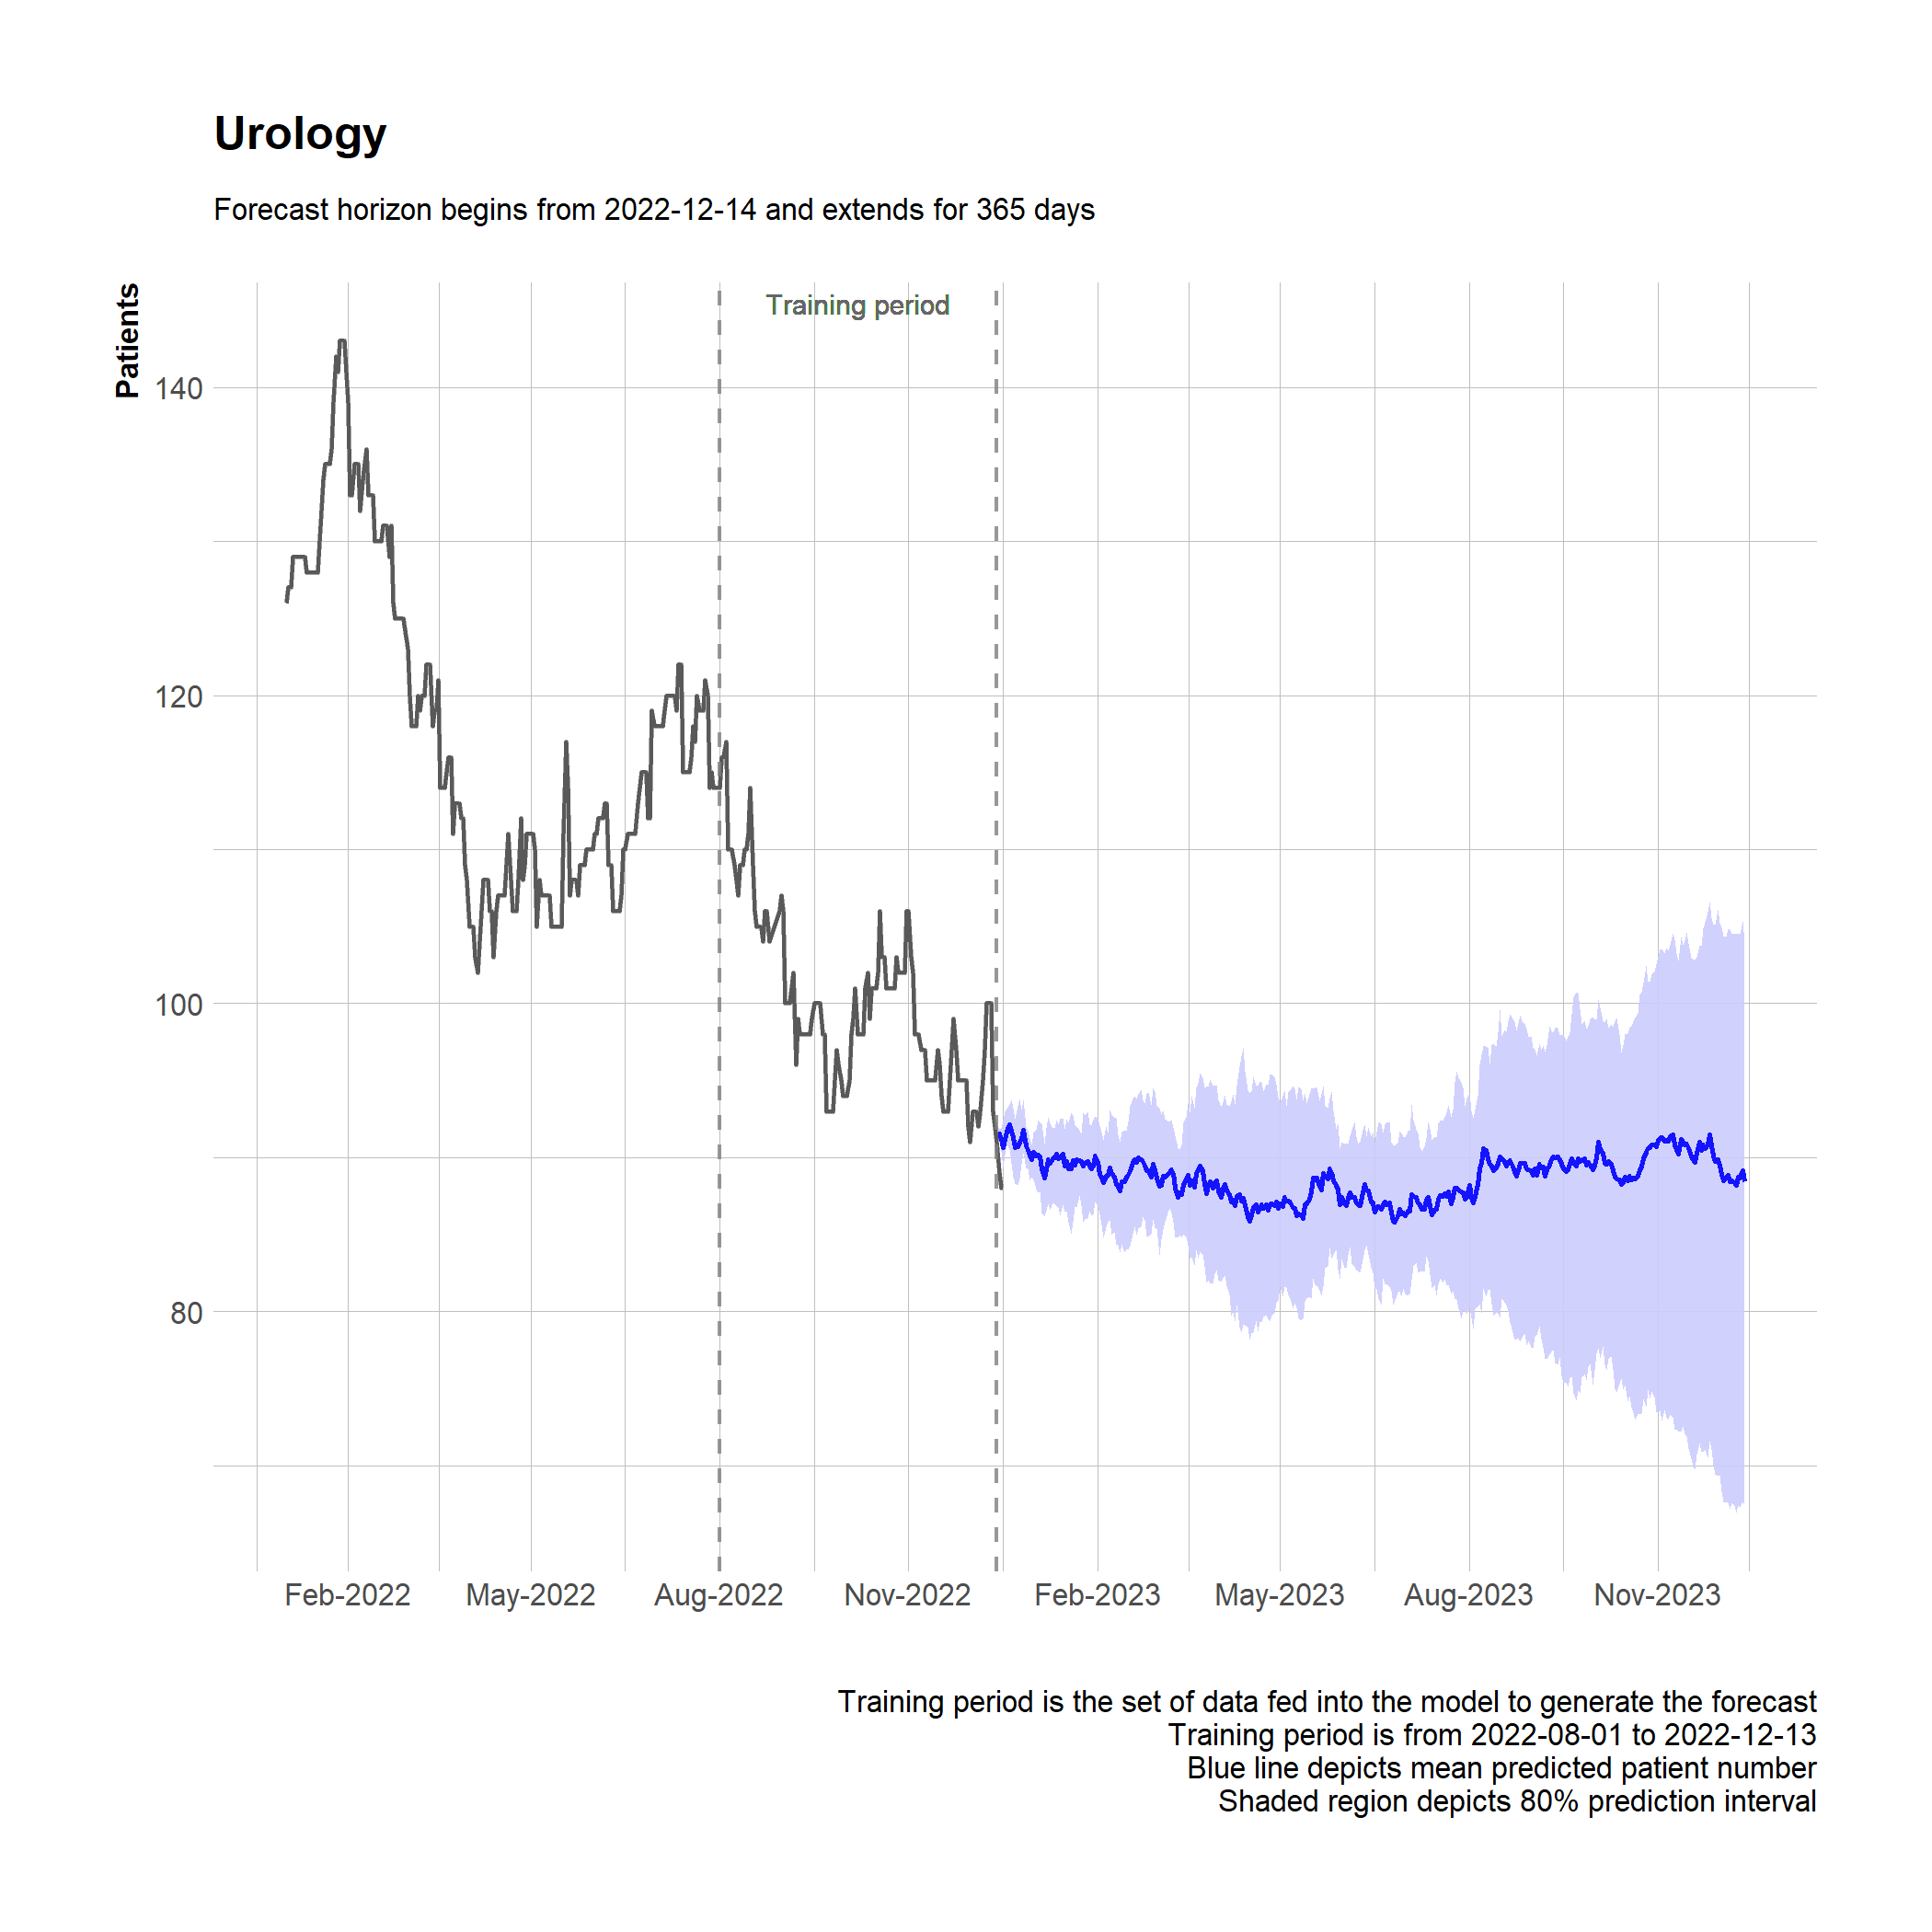 Urology
Forecast horizon begins from 2022-12-14 and extends for 365 days
Patients
Training period
140
120
100
80
Feb-2022
May-2022
Aug-2022
Nov-2022
Feb-2023
May-2023
Aug-2023
Nov-2023
Training period is the set of data fed into the model to generate the forecast
Training period is from 2022-08-01 to 2022-12-13
Blue line depicts mean predicted patient number
Shaded region depicts 80% prediction interval